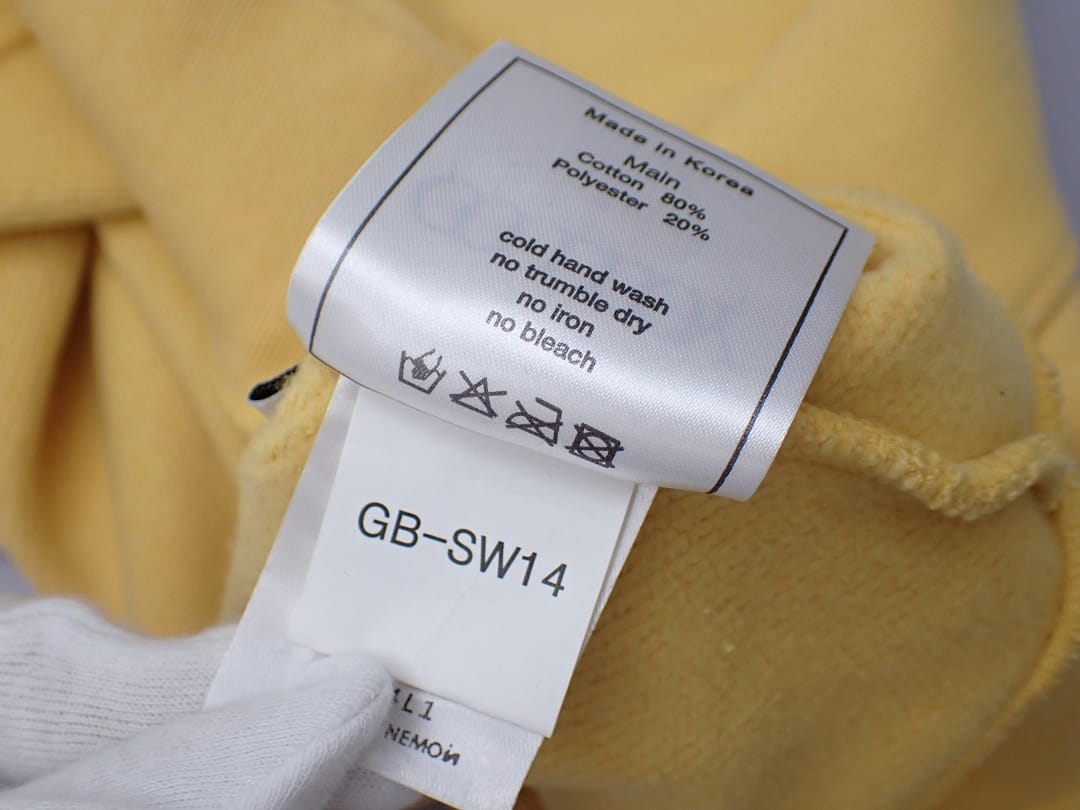 Made in Korea
Main
Cotton 80%
Polyester 20%
cold hand wash
no trumble dry
no iron
no bleach
GB-SW14
L1